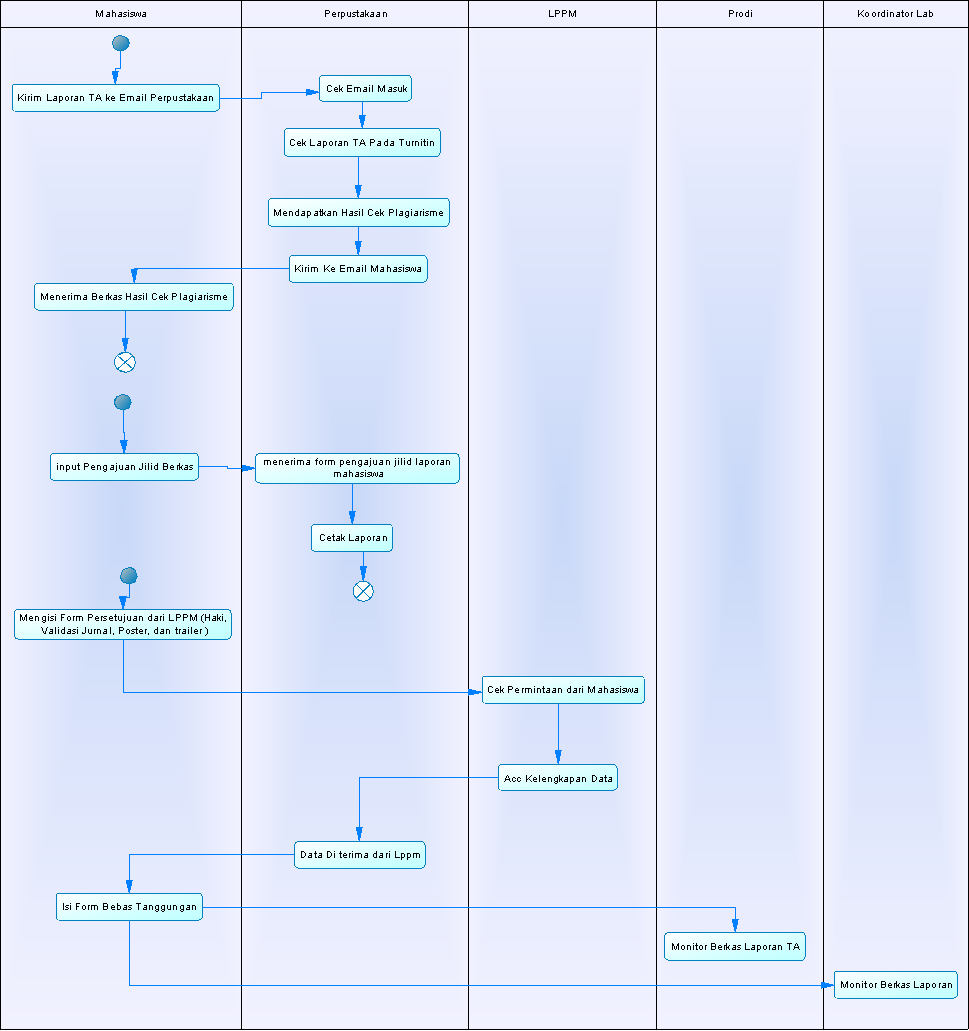 Mahasiswa
Perpustakaan
LPPM
Prodi
Koordinator Lab
Kirim Laporan TA ke Email Perpustakaan
Cek Email Masuk
Cek Laporan TA Pada Turnitin
Mendapatkan Hasil Cek Plagiarisme
Kirim Ke Email Mahasiswa
Menerima Berkas Hasil Cek Plagiarisme
input Pengajuan Jilid Berkas
menerima form pengajuan jilid laporan
mahasiswa
Cetak Laporan
Mengisi Form Persetujuan dari LPPM (Haki,
Validasi Jurnal, Poster, dan trailer )
Cek Permintaan dari Mahasiswa
Acc Kelengkapan Data
Data Di terima dari Lppm
Isi Form Bebas Tanggungan
Monitor Berkas Laporan TA
Monitor Berkas Laporan